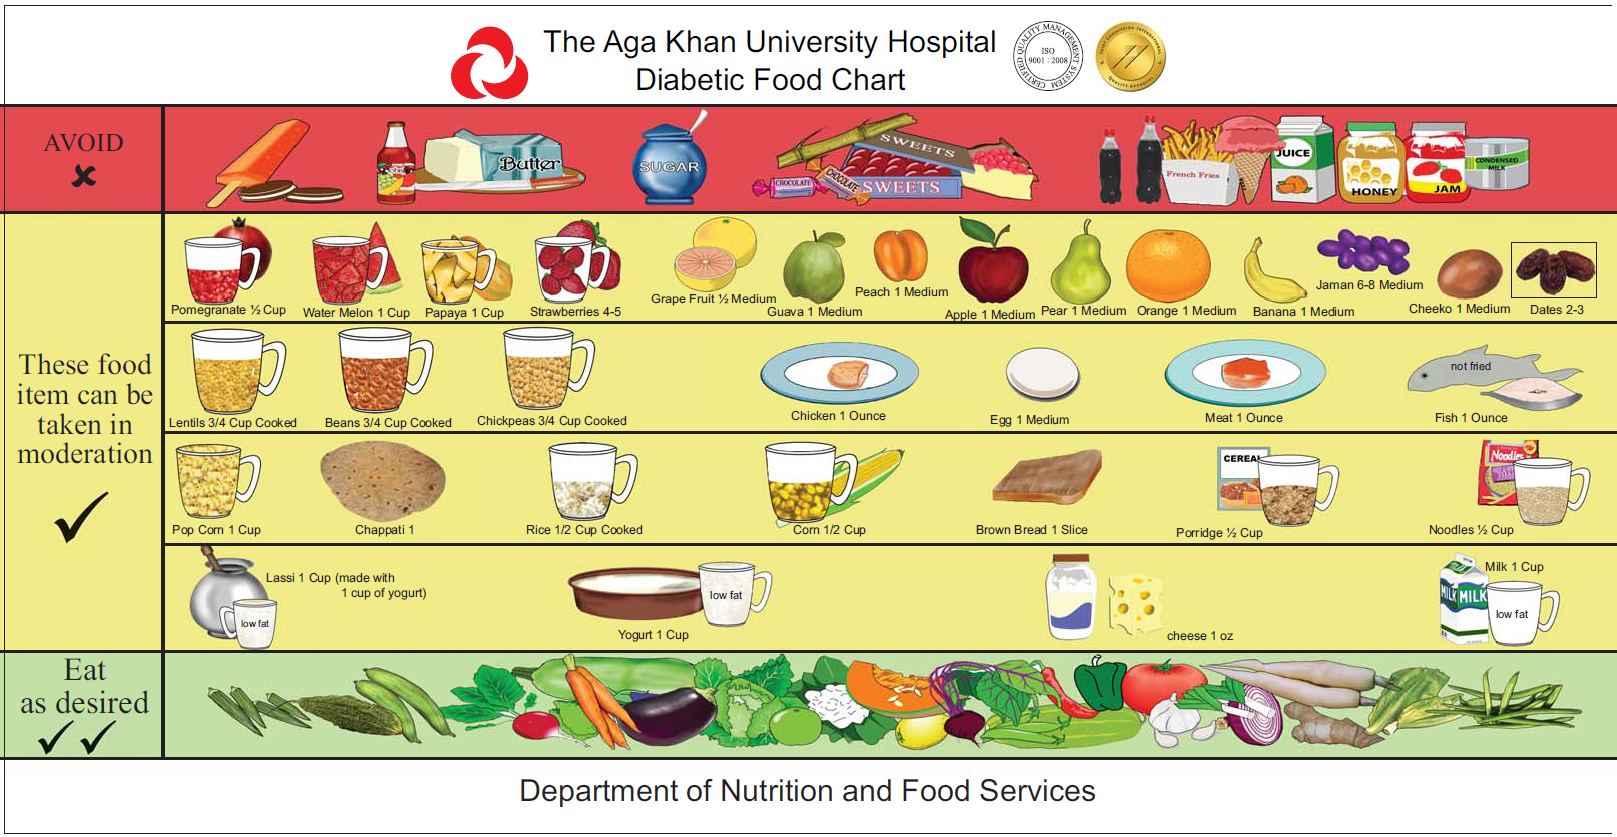 The Aga Khan University Hospital
Diabetic Food Chart
CERTIFIED QUALITY MANAGEMENT SYSTEM
ISO
9001 : 2008
JOINT COMMISSION INTERNATIONAL
Quality Approval
AVOID
Butter
SUGAR
SWEETS
CHOCOLATE
CHOCOLATE
SWEETS
French Fries
JUICE
HONEY
JAM
CONDENSED
MILK
These food
item can be
taken in
moderation
Pomegranate ½ Cup
Water Melon 1 Cup
Papaya 1 Cup
Strawberries 4-5
Grape Fruit ½ Medium
Guava 1 Medium
Peach 1 Medium
Apple 1 Medium
Pear 1 Medium
Orange 1 Medium
Banana 1 Medium
Jaman 6-8 Medium
Cheeko 1 Medium
Dates 2-3
Lentils 3/4 Cup Cooked
Beans 3/4 Cup Cooked
Chickpeas 3/4 Cup Cooked
Chicken 1 Ounce
Egg 1 Medium
Meat 1 Ounce
not fried
Fish 1 Ounce
Pop Corn 1 Cup
Chappati 1
Rice 1/2 Cup Cooked
Corn 1/2 Cup
Brown Bread 1 Slice
CEREAL
Porridge ½ Cup
Noodles
Noodles ½ Cup
Lassi 1 Cup (made with
1 cup of yogurt)
low fat
low fat
Yogurt 1 Cup
cheese 1 oz
MILK MILK
Milk 1 Cup
low fat
Eat
as desired
Department of Nutrition and Food Services